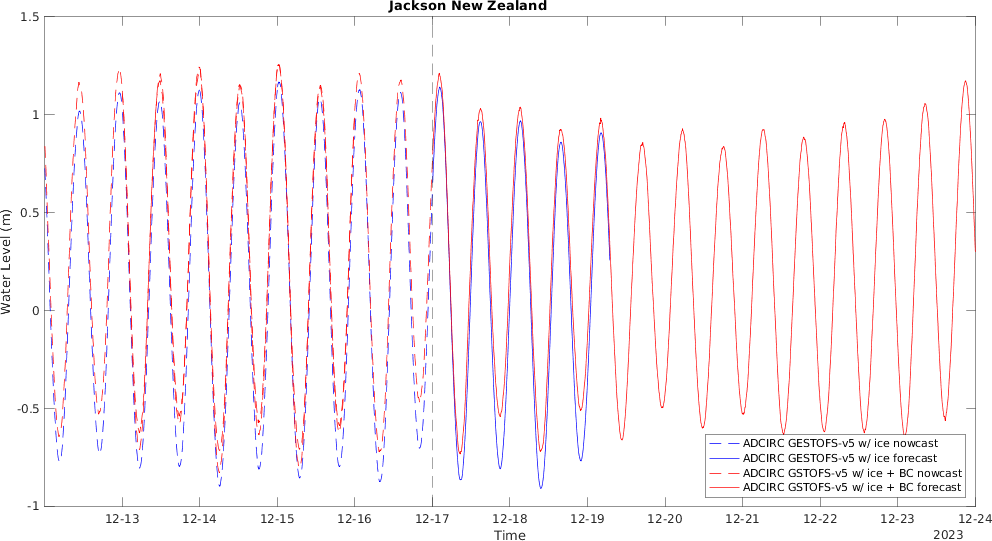 Jackson New Zealand
1.5
1
0.5
0
-0.5
-1
Water Level (m)
12-13 12-14 12-15 12-16 12-17 12-18 12-19 12-20 12-21 12-22 12-23 12-24
Time
2023
ADCIRC GESTOFS-v5 w/ ice nowcast
ADCIRC GESTOFS-v5 w/ ice forecast
ADCIRC GSTOFS-v5 w/ ice + BC nowcast
ADCIRC GSTOFS-v5 w/ ice + BC forecast